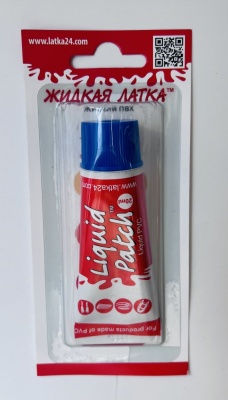 www.latka24.com
ЖИДКАЯ ЛАТКА™
ЖИДКИЙ ПВХ
www.latka24.com
Liquid
Patch™
20ml
Liquid PVC
For products made of PVC